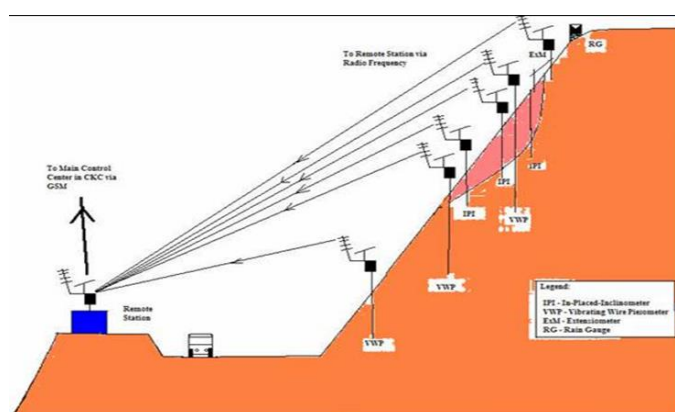 To Remote Station via
Radio Frequency
ExM
RG
To Main Control
Center in CKC via
GSM
IPI
IPI
IPI
VWP
VWP
Remote
Station
VWP
Legend:
IPI - In-Placed-Inclinometer
VWP - Vibrating Wire Piezometer
ExM - Extensiometer
RG - Rain Gauge